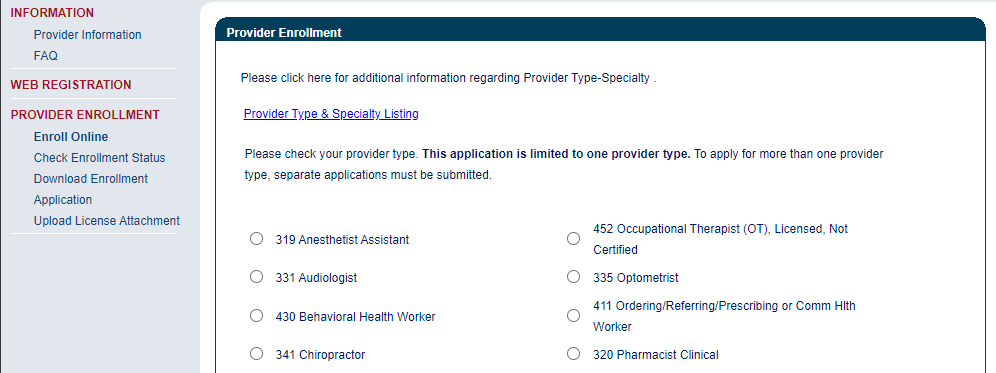 INFORMATION
Provider Information
FAQ
WEB REGISTRATION
PROVIDER ENROLLMENT
Enroll Online
Check Enrollment Status
Download Enrollment
Application
Upload License Attachment
Provider Enrollment
Please click here for additional information regarding Provider Type-Specialty .
Provider Type & Specialty Listing
Please check your provider type. This application is limited to one provider type. To apply for more than one provider
type, separate applications must be submitted.
319 Anesthetist Assistant
452 Occupational Therapist (OT), Licensed, Not
Certified
331 Audiologist
335 Optometrist
430 Behavioral Health Worker
411 Ordering/Referring/Prescribing or Comm Hlth
Worker
341 Chiropractor
320 Pharmacist Clinical